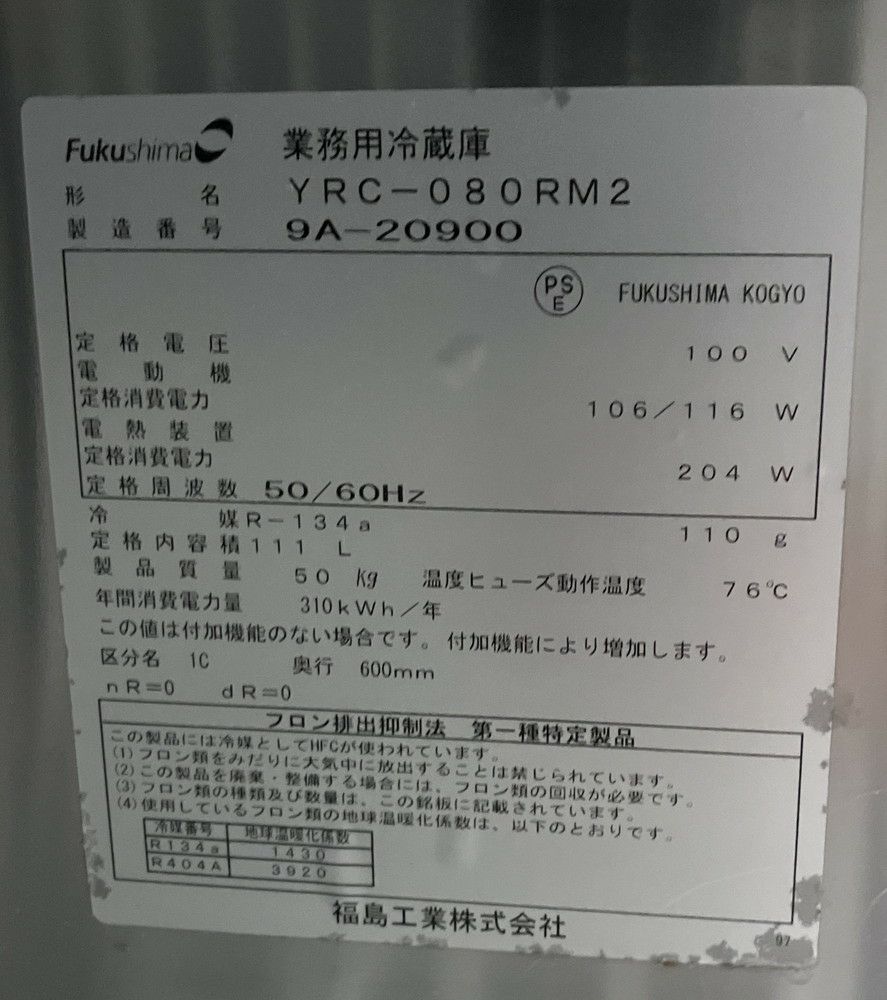 Fukushima 業務用冷蔵庫
形名 YRC-080RM2
製造番号 9A-20900
PSE FUKUSHIMA KOGYO
定格電圧 100 V
電動機
定格消費電力 106/116 W
電熱装置
定格消費電力 204 W
定格周波数 50/60Hz
冷媒 R-134a 110 g
定格内容積 111 L
製品質量 50 kg 温度ヒューズ動作温度 76℃
年間消費電力量 310kWh/年
この値は付加機能のない場合です。付加機能により増加します。
区分名 1C 奥行 600mm
nR=0 dR=0
フロン排出抑制法 第一種特定製品
この製品には冷媒としてHFCが使われています。
(1)フロン類をみだりに大気中に放出することは禁じられています。
(2)この製品を廃棄・整備する場合には、フロン類の回収が必要です。
(3)フロン類の種類及び数量は、この銘板に記載されています。
(4)使用しているフロン類の地球温暖化係数は、以下のとおりです。
冷媒番号 地球温暖化係数
R134a 1430
R404A 3920
福島工業株式会社
97